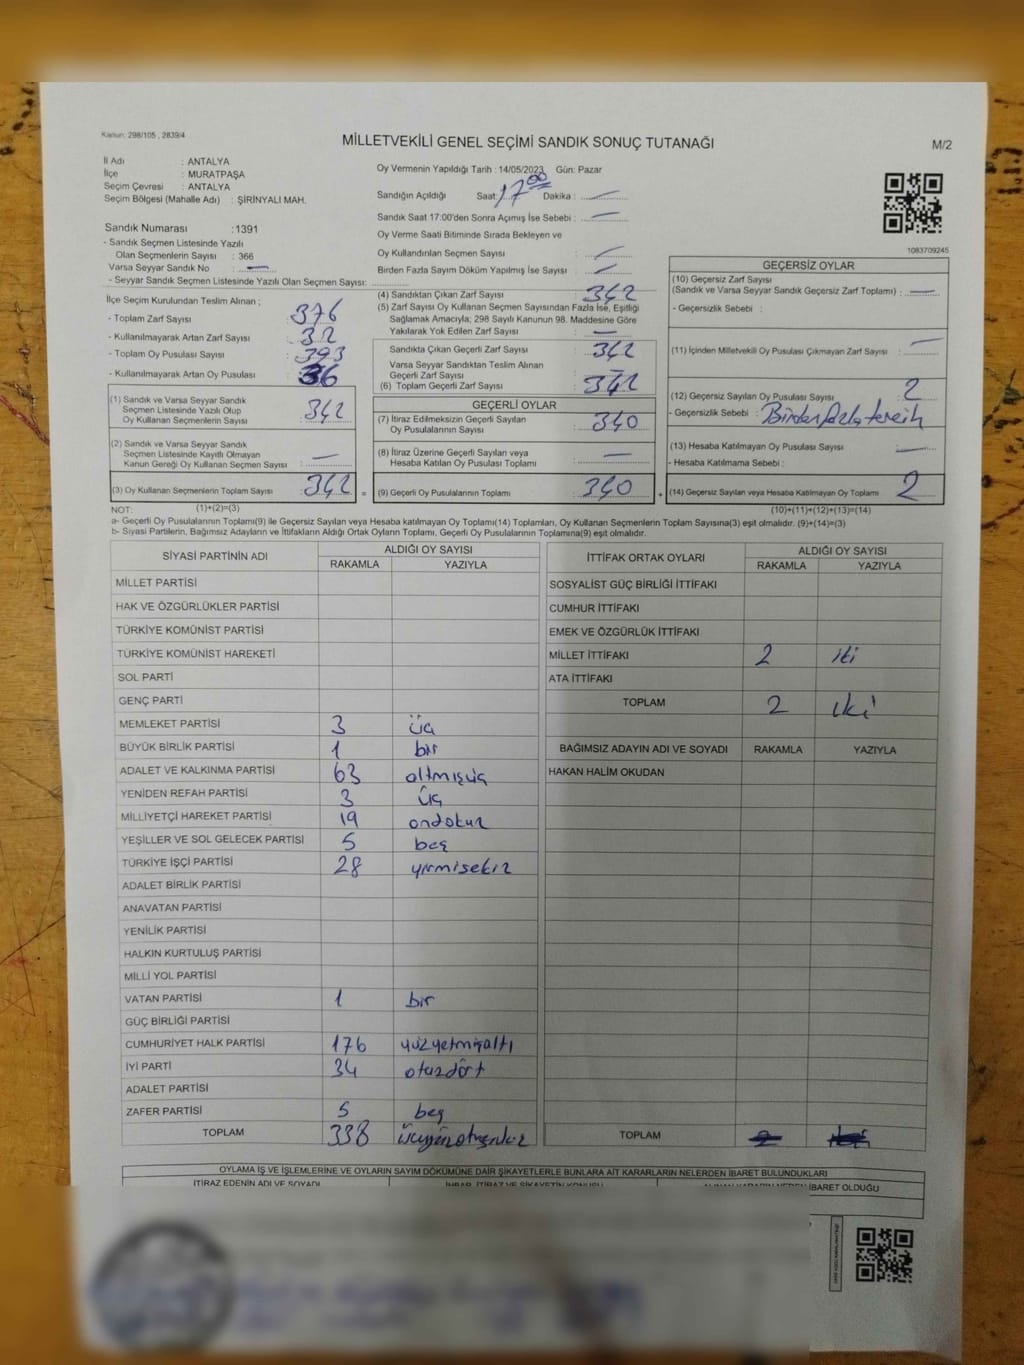 Kanun: 298/105 , 2839/4
MİLLETVEKİLİ GENEL SEÇİMİ SANDIK SONUÇ TUTANAĞI
M/2
İl Adı : ANTALYA
İlçe : MURATPAŞA
Seçim Çevresi : ANTALYA
Seçim Bölgesi (Mahalle Adı) : ŞİRİNYALI MAH.
Sandık Numarası :1391
- Sandık Seçmen Listesinde Yazılı
Olan Seçmenlerin Sayısı : 366
Varsa Seyyar Sandık No : —
- Seyyar Sandık Seçmen Listesinde Yazılı Olan Seçmen Sayısı:
Oy Vermenin Yapıldığı Tarih : 14/05/2023 Gün: Pazar
Sandığın Açıldığı Saat: 17:00 Dakika : —
Sandık Saat 17:00'den Sonra Açımış İse Sebebi : —
Oy Verme Saati Bitiminde Sırada Bekleyen ve
Oy Kullandırılan Seçmen Sayısı : —
Birden Fazla Sayım Döküm Yapılmış İse Sayısı : —
1083709245
İlçe Seçim Kurulundan Teslim Alınan ;
- Toplam Zarf Sayısı : 376
- Kullanılmayarak Artan Zarf Sayısı : 32
- Toplam Oy Pusulası Sayısı : 393
- Kullanılmayarak Artan Oy Pusulası : 36
(1) Sandık ve Varsa Seyyar Sandık
Seçmen Listesinde Yazılı Olup
Oy Kullanan Seçmenlerin Sayısı : 342
(2) Sandık ve Varsa Seyyar Sandık
Seçmen Listesinde Kayıtlı Olmayan
Kanun Gereği Oy Kullanan Seçmen Sayısı : —
(3) Oy Kullanan Seçmenlerin Toplam Sayısı : 342 =
(4) Sandıktan Çıkan Zarf Sayısı : 342
(5) Zarf Sayısı Oy Kullanan Seçmen Sayısından Fazla İse, Eşitliği
Sağlamak Amacıyla; 298 Sayılı Kanunun 98. Maddesine Göre
Yakılarak Yok Edilen Zarf Sayısı : —
Sandıkta Çıkan Geçerli Zarf Sayısı : 342
Varsa Seyyar Sandıktan Teslim Alınan
Geçerli Zarf Sayısı : —
(6) Toplam Geçerli Zarf Sayısı : 342
GEÇERLİ OYLAR
(7) İtiraz Edilmeksizin Geçerli Sayılan
Oy Pusulalarının Sayısı : 340
(8) İtiraz Üzerine Geçerli Sayılan veya
Hesaba Katılan Oy Pusulası Toplamı : —
(9) Geçerli Oy Pusulalarının Toplamı : 340 +
GEÇERSİZ OYLAR
(10) Geçersiz Zarf Sayısı
(Sandık ve Varsa Seyyar Sandık Geçersiz Zarf Toplamı) : —
- Geçersizlik Sebebi :
(11) İçinden Milletvekili Oy Pusulası Çıkmayan Zarf Sayısı : —
(12) Geçersiz Sayılan Oy Pusulası Sayısı : 2
- Geçersizlik Sebebi : Birden fazla tercih
(13) Hesaba Katılmayan Oy Pusulası Sayısı : —
- Hesaba Katılmama Sebebi :
(14) Geçersiz Sayılan veya Hesaba Katılmayan Oy Toplamı : 2
NOT: (1)+(2)=(3) (10)+(11)+(12)+(13)=(14)
a- Geçerli Oy Pusulalarının Toplamı(9) ile Geçersiz Sayılan veya Hesaba katılmayan Oy Toplamı(14) Toplamları, Oy Kullanan Seçmenlerin Toplam Sayısına(3) eşit olmalıdır. (9)+(14)=(3)
b- Siyasi Partilerin, Bağımsız Adayların ve İttifakların Aldığı Ortak Oyların Toplamı, Geçerli Oy Pusulalarının Toplamına(9) eşit olmalıdır.
SİYASİ PARTİNİN ADI ALDIĞI OY SAYISI
RAKAMLA YAZIYLA
MİLLET PARTİSİ
HAK VE ÖZGÜRLÜKLER PARTİSİ
TÜRKİYE KOMÜNİST PARTİSİ
TÜRKİYE KOMÜNİST HAREKETİ
SOL PARTİ
GENÇ PARTİ
MEMLEKET PARTİSİ 3 üç
BÜYÜK BİRLİK PARTİSİ 1 bir
ADALET VE KALKINMA PARTİSİ 63 altmışüç
YENİDEN REFAH PARTİSİ 3 üç
MİLLİYETÇİ HAREKET PARTİSİ 19 ondokuz
YEŞİLLER VE SOL GELECEK PARTİSİ 5 beş
TÜRKİYE İŞÇİ PARTİSİ 28 yirmisekiz
ADALET BİRLİK PARTİSİ
ANAVATAN PARTİSİ
YENİLİK PARTİSİ
HALKIN KURTULUŞ PARTİSİ
MİLLİ YOL PARTİSİ
VATAN PARTİSİ 1 bir
GÜÇ BİRLİĞİ PARTİSİ
CUMHURİYET HALK PARTİSİ 176 yüzyetmişaltı
İYİ PARTİ 34 otuzdört
ADALET PARTİSİ
ZAFER PARTİSİ 5 beş
TOPLAM 338 üçyüzotuzsekiz
İTTİFAK ORTAK OYLARI ALDIĞI OY SAYISI
RAKAMLA YAZIYLA
SOSYALİST GÜÇ BİRLİĞİ İTTİFAKI
CUMHUR İTTİFAKI
EMEK VE ÖZGÜRLÜK İTTİFAKI
MİLLET İTTİFAKI 2 iki
ATA İTTİFAKI
TOPLAM 2 iki
BAĞIMSIZ ADAYIN ADI VE SOYADI RAKAMLA YAZIYLA
HAKAN HALİM OKUDAN
TOPLAM
OYLAMA İŞ VE İŞLEMLERİNE VE OYLARIN SAYIM DÖKÜMÜNE DAİR ŞİKAYETLERLE BUNLARA AİT KARARLARIN NELERDEN İBARET BULUNDUKLARI
İTİRAZ EDENİN ADI VE SOYADI İHBAR, İTİRAZ VE ŞİKAYETİN KONUSU ALINAN KARARIN NEDEN İBARET OLDUĞU